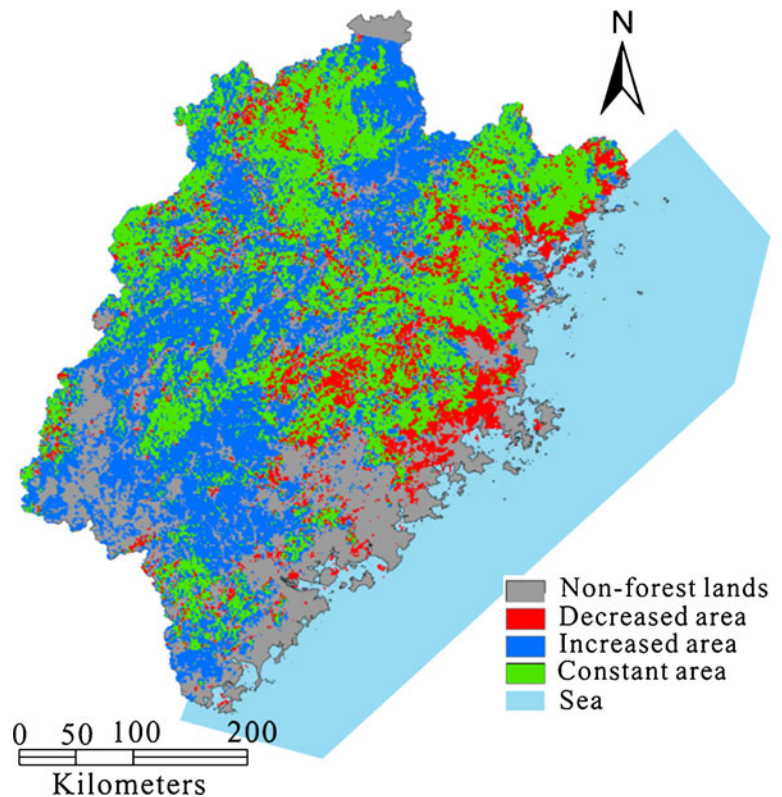 N
Non-forest lands
Decreased area
Increased area
Constant area
Sea
0 50 100 200
Kilometers